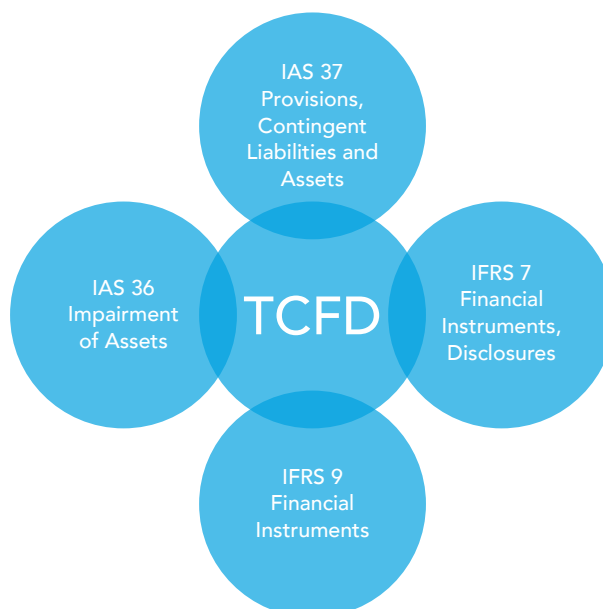 IAS 37
Provisions,
Contingent
Liabilities and
Assets
IAS 36
Impairment
of Assets
TCFD
IFRS 7
Financial
Instruments,
Disclosures
IFRS 9
Financial
Instruments